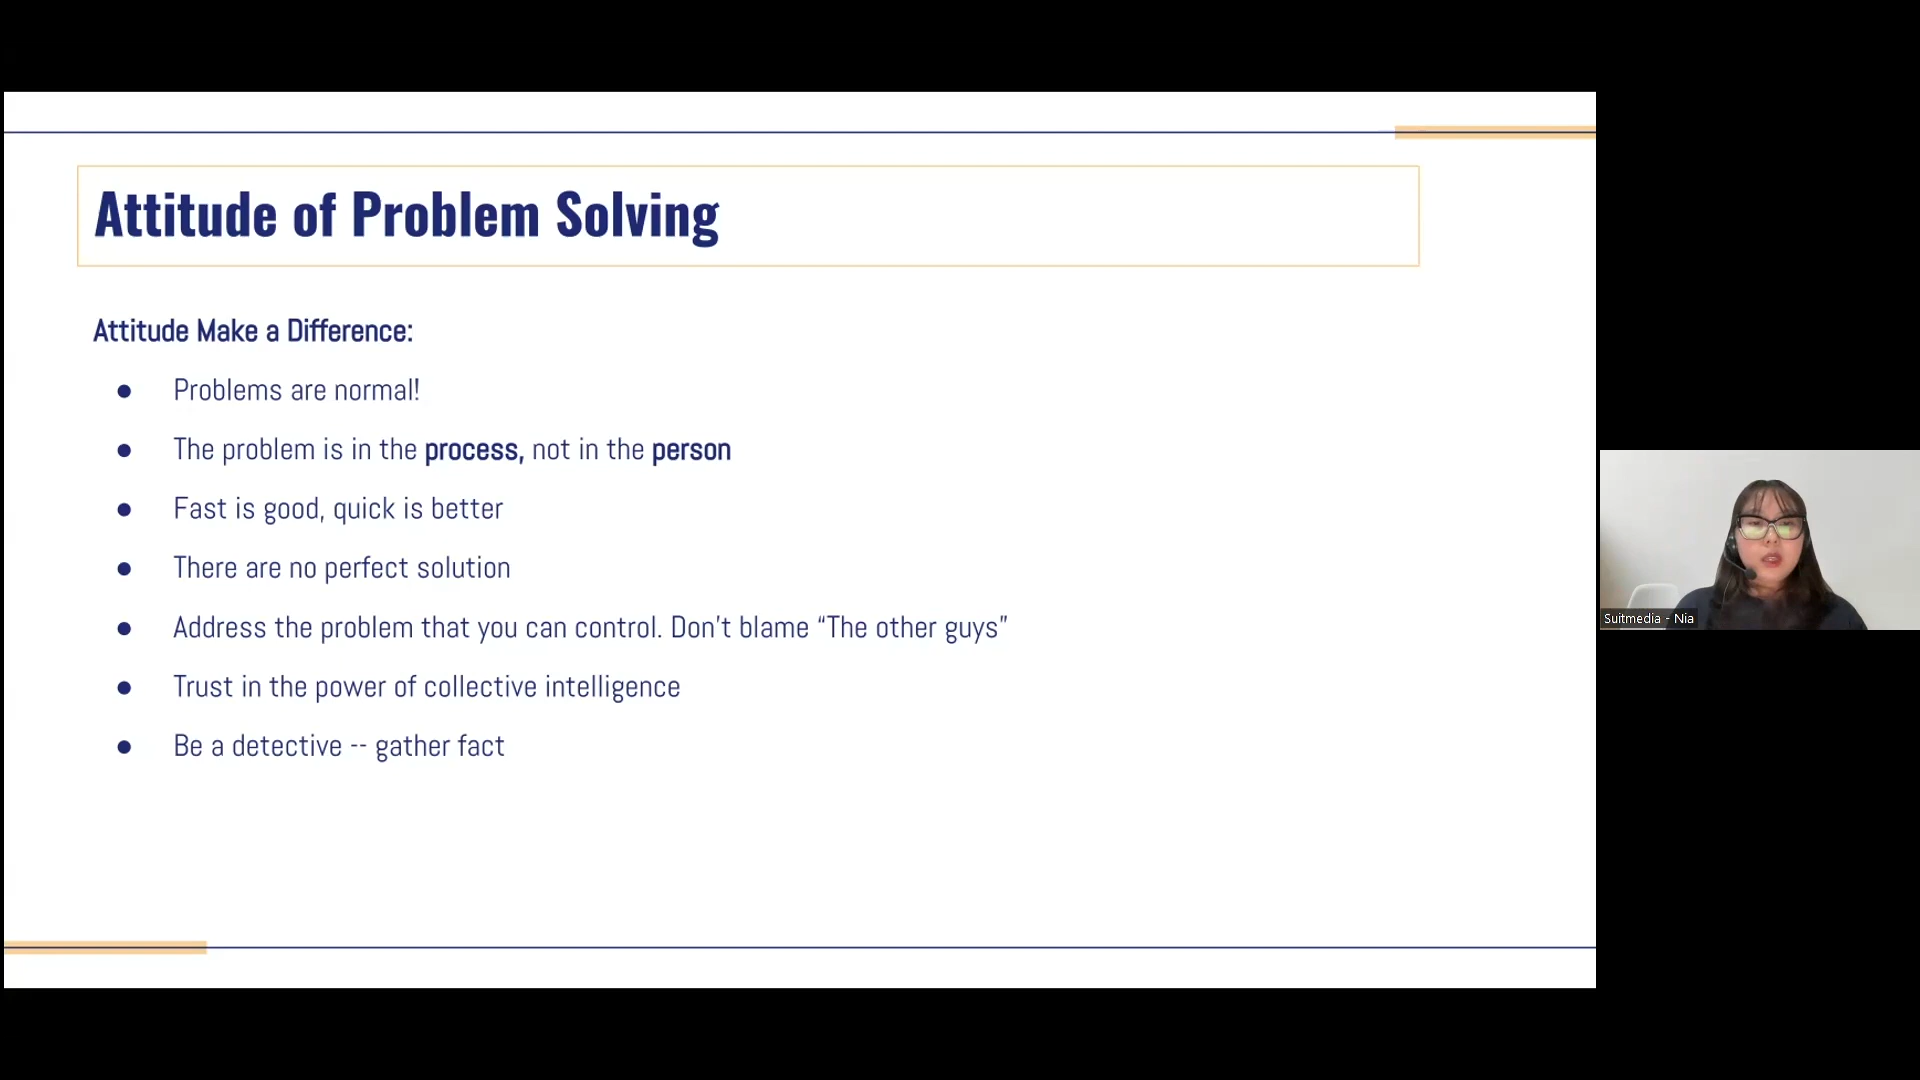 Attitude of Problem Solving
Attitude Make a Difference:
● Problems are normal!
● The problem is in the process, not in the person
● Fast is good, quick is better
● There are no perfect solution
● Address the problem that you can control. Don’t blame “The other guys”
● Trust in the power of collective intelligence
● Be a detective -- gather fact
Suitmedia - Nia